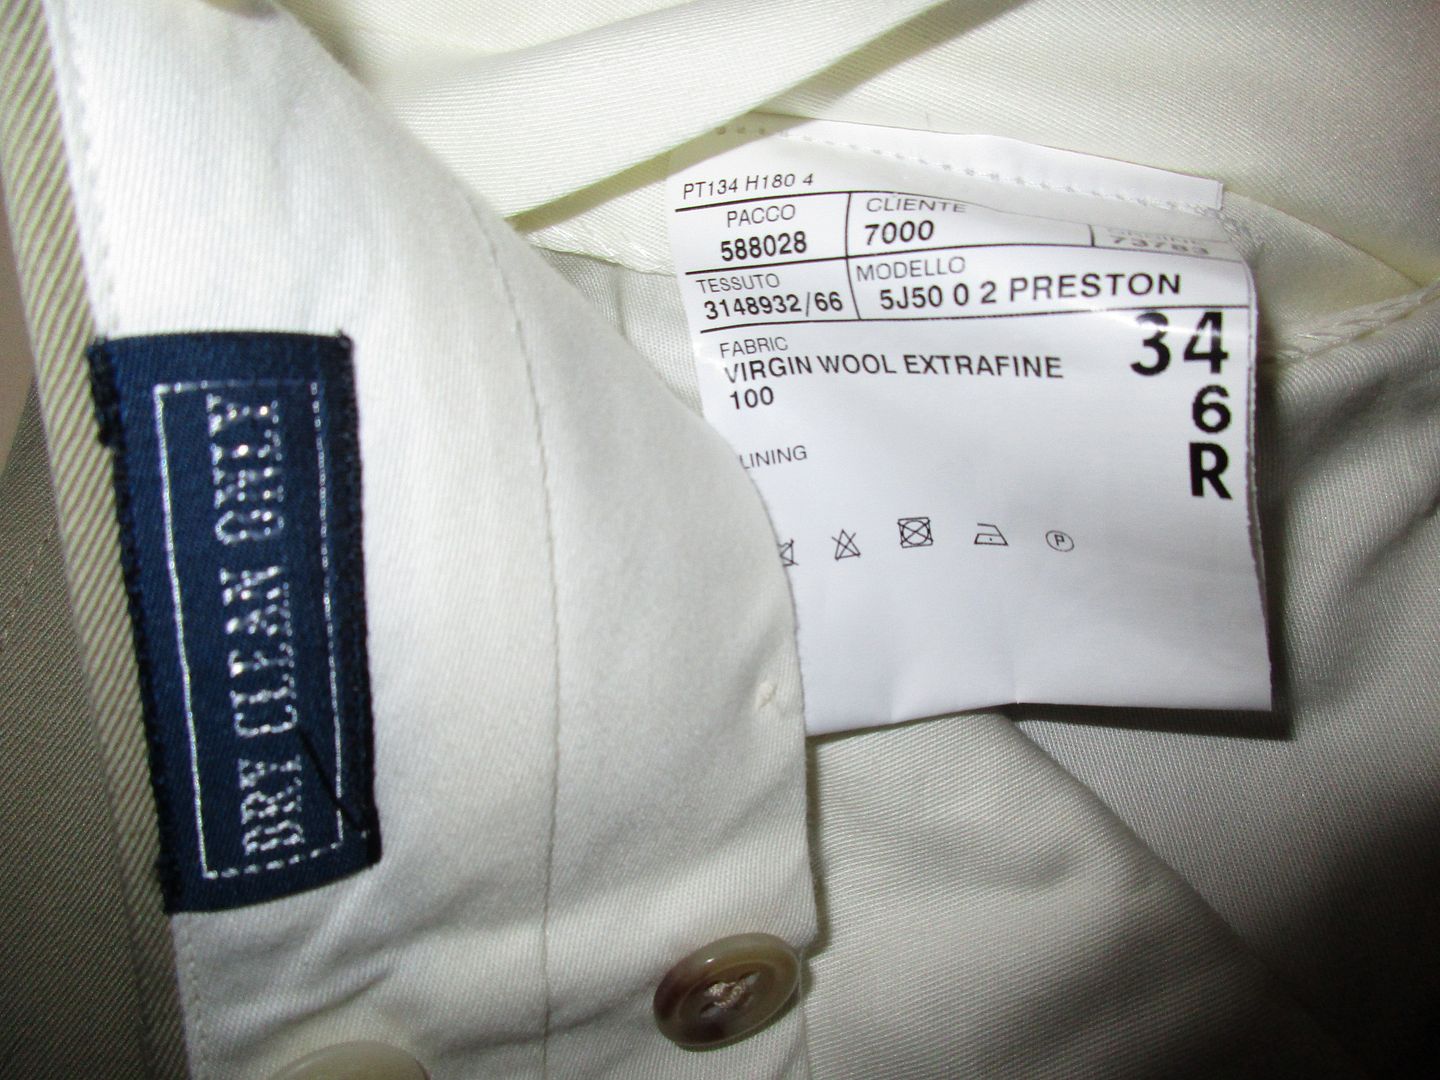 DRY CLEAN ONLY
PT134 H180 4
PACCO
CLIENTE
588028
7000
TESSUTO
MODELLO
3148932/66
5J50 0 2 PRESTON
FABRIC
VIRGIN WOOL EXTRAFINE
100
34
6
R
LINING
P